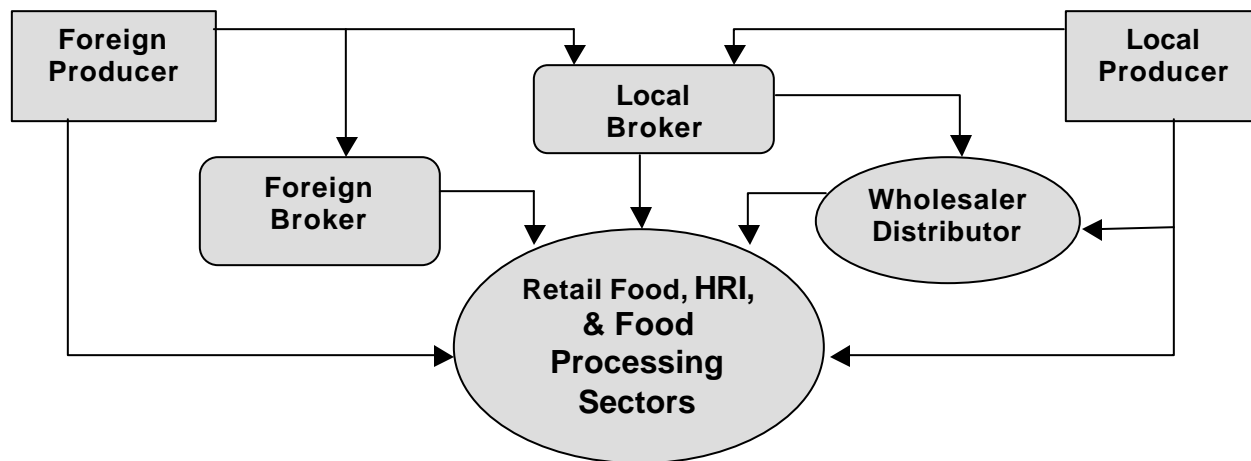 Foreign
Producer
Local
Producer
Local
Broker
Foreign
Broker
Wholesaler
Distributor
Retail Food, HRI,
& Food
Processing
Sectors